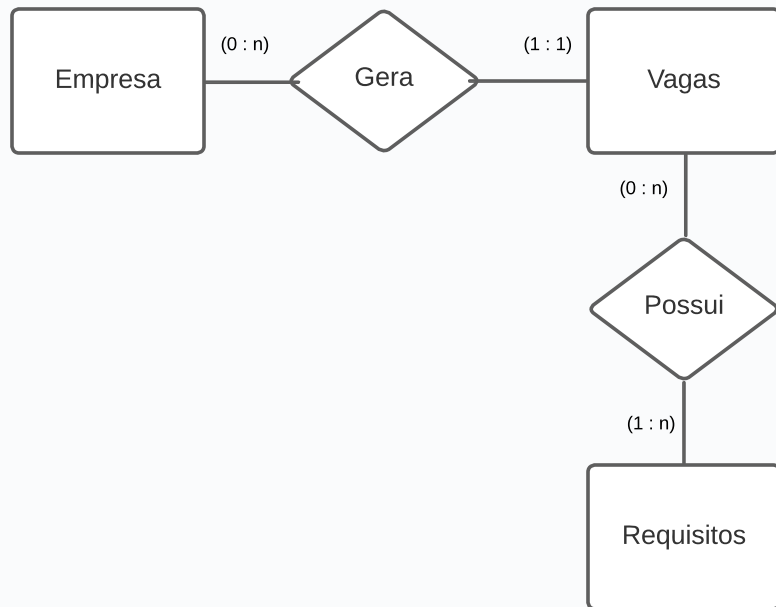 Empresa
(0 : n)
Gera
(1 : 1)
Vagas
(0 : n)
Possui
(1 : n)
Requisitos